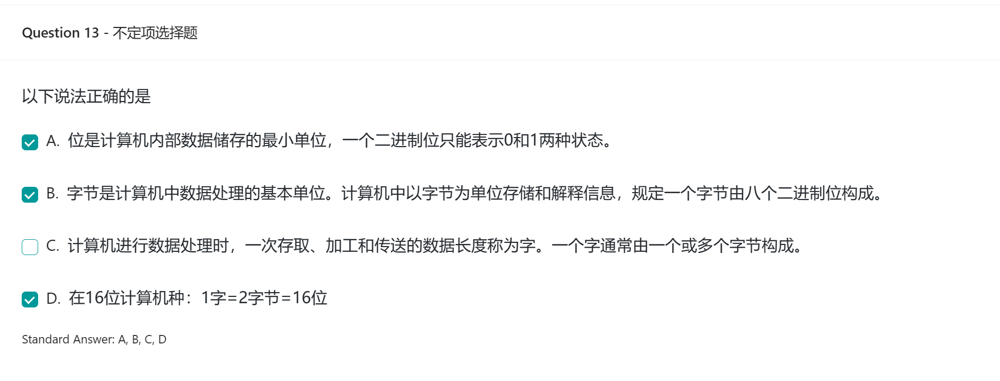 Question 13 - 不定项选择题
以下说法正确的是
A. 位是计算机内部数据储存的最小单位，一个二进制位只能表示0和1两种状态。
B. 字节是计算机中数据处理的基本单位。计算机中以字节为单位存储和解释信息，规定一个字节由八个二进制位构成。
C. 计算机进行数据处理时，一次存取、加工和传送的数据长度称为字。一个字通常由一个或多个字节构成。
D. 在16位计算机种：1字=2字节=16位
Standard Answer: A, B, C, D